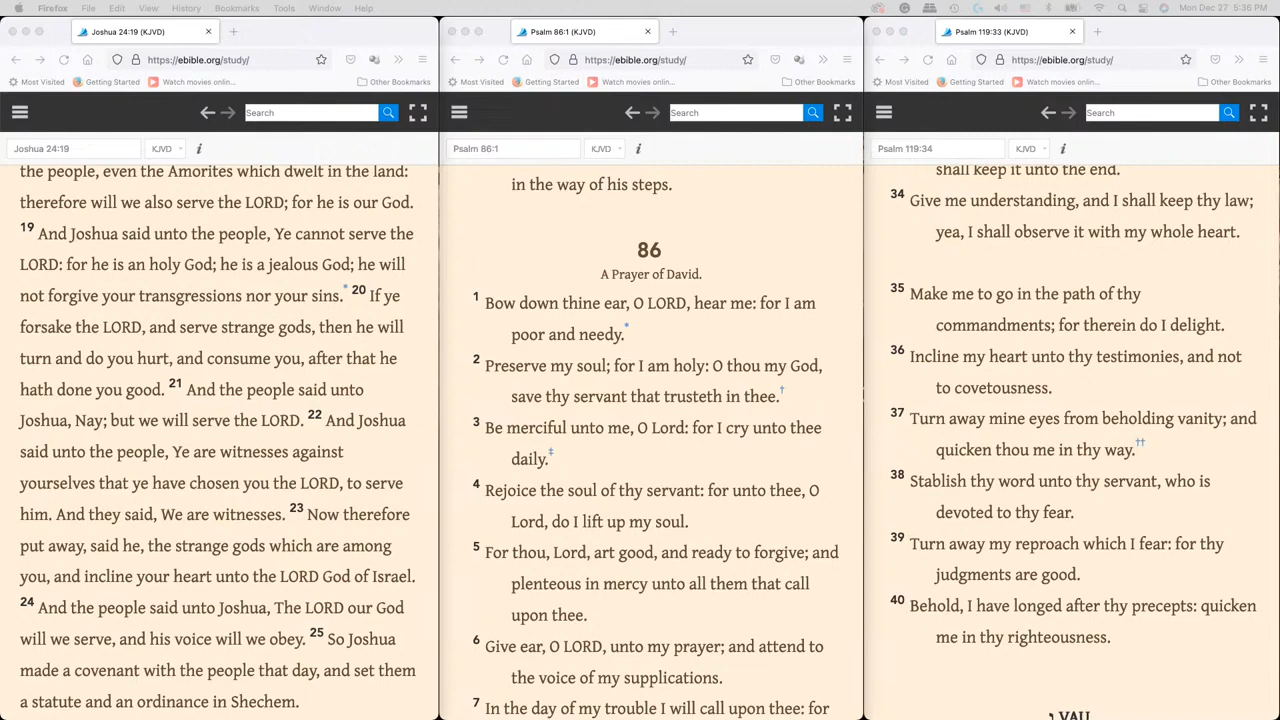 Firefox File Edit View History Bookmarks Tools Window Help Mon Dec 27 5:36 PM
Joshua 24:19 (KJVD)
https://ebible.org/study/
Most Visited Getting Started Watch movies onlin... Other Bookmarks
Search
Joshua 24:19 KJVD i
the people, even the Amorites which dwelt in the land:
therefore will we also serve the LORD; for he is our God.
19 And Joshua said unto the people, Ye cannot serve the
LORD: for he is an holy God; he is a jealous God; he will
not forgive your transgressions nor your sins.* 20 If ye
forsake the LORD, and serve strange gods, then he will
turn and do you hurt, and consume you, after that he
hath done you good. 21 And the people said unto
Joshua, Nay; but we will serve the LORD. 22 And Joshua
said unto the people, Ye are witnesses against
yourselves that ye have chosen you the LORD, to serve
him. And they said, We are witnesses. 23 Now therefore
put away, said he, the strange gods which are among
you, and incline your heart unto the LORD God of Israel.
24 And the people said unto Joshua, The LORD our God
will we serve, and his voice will we obey. 25 So Joshua
made a covenant with the people that day, and set them
a statute and an ordinance in Shechem.
Psalm 86:1 (KJVD)
https://ebible.org/study/
Most Visited Getting Started Watch movies onlin... Other Bookmarks
Search
Psalm 86:1 KJVD i
in the way of his steps.
86
A Prayer of David.
1 Bow down thine ear, O LORD, hear me: for I am
poor and needy.*
2 Preserve my soul; for I am holy: O thou my God,
save thy servant that trusteth in thee.†
3 Be merciful unto me, O Lord: for I cry unto thee
daily.‡
4 Rejoice the soul of thy servant: for unto thee, O
Lord, do I lift up my soul.
5 For thou, Lord, art good, and ready to forgive; and
plenteous in mercy unto all them that call
upon thee.
6 Give ear, O LORD, unto my prayer; and attend to
the voice of my supplications.
7 In the day of my trouble I will call upon thee: for
Psalm 119:33 (KJVD)
https://ebible.org/study/
Most Visited Getting Started Watch movies onlin... Other Bookmarks
Search
Psalm 119:34 KJVD i
shall keep it unto the end.
34 Give me understanding, and I shall keep thy law;
yea, I shall observe it with my whole heart.
35 Make me to go in the path of thy
commandments; for therein do I delight.
36 Incline my heart unto thy testimonies, and not
to covetousness.
37 Turn away mine eyes from beholding vanity; and
quicken thou me in thy way.††
38 Stablish thy word unto thy servant, who is
devoted to thy fear.
39 Turn away my reproach which I fear: for thy
judgments are good.
40 Behold, I have longed after thy precepts: quicken
me in thy righteousness.
ו VAU